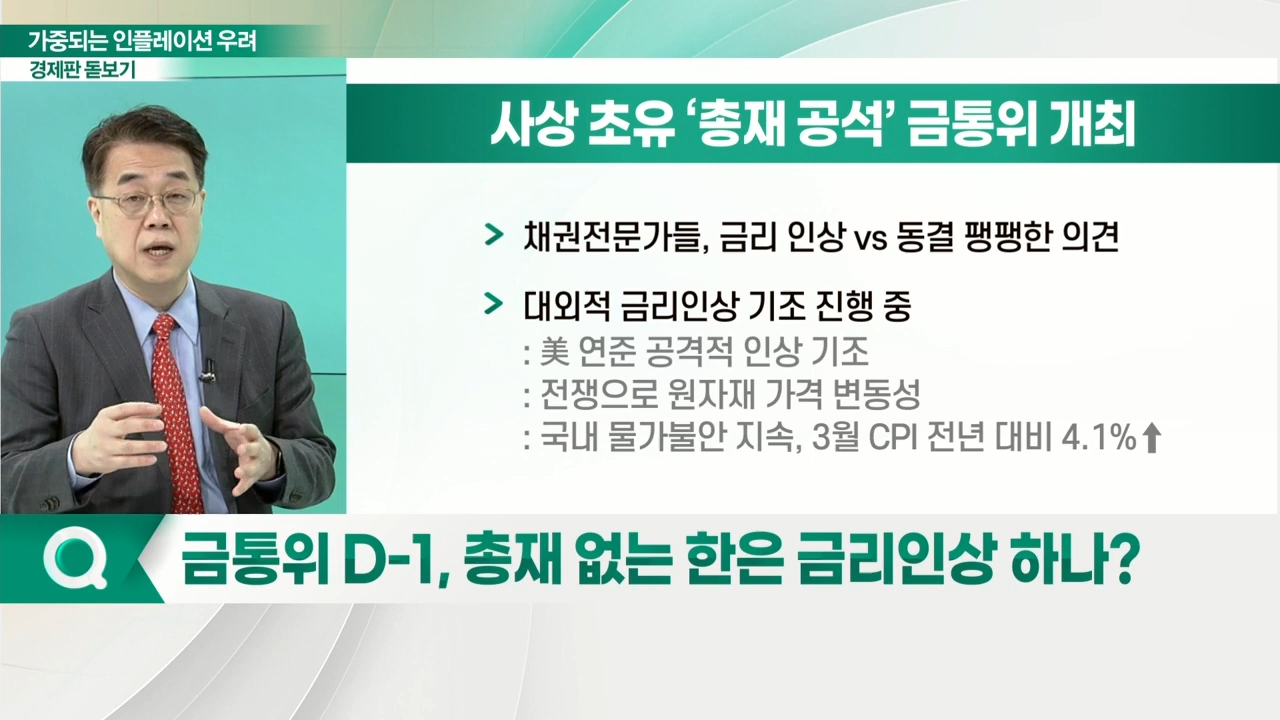 가중되는 인플레이션 우려
경제판 돋보기
사상 초유 ‘총재 공석’ 금통위 개최
> 채권전문가들, 금리 인상 vs 동결 팽팽한 의견
> 대외적 금리인상 기조 진행 중
: 美 연준 공격적 인상 기조
: 전쟁으로 원자재 가격 변동성
: 국내 물가불안 지속, 3월 CPI 전년 대비 4.1%⬆
금통위 D-1, 총재 없는 한은 금리인상 하나?